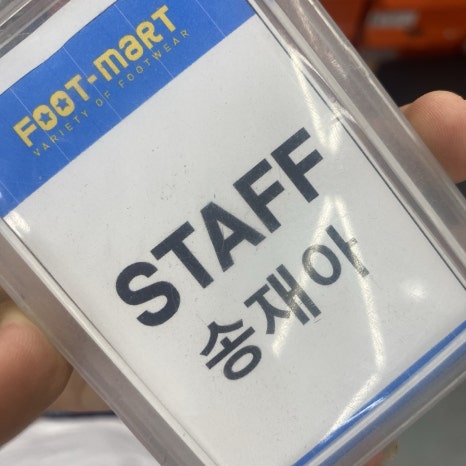 FOOT-MART
VARIETY OF FOOTWEAR
STAFF
송재아